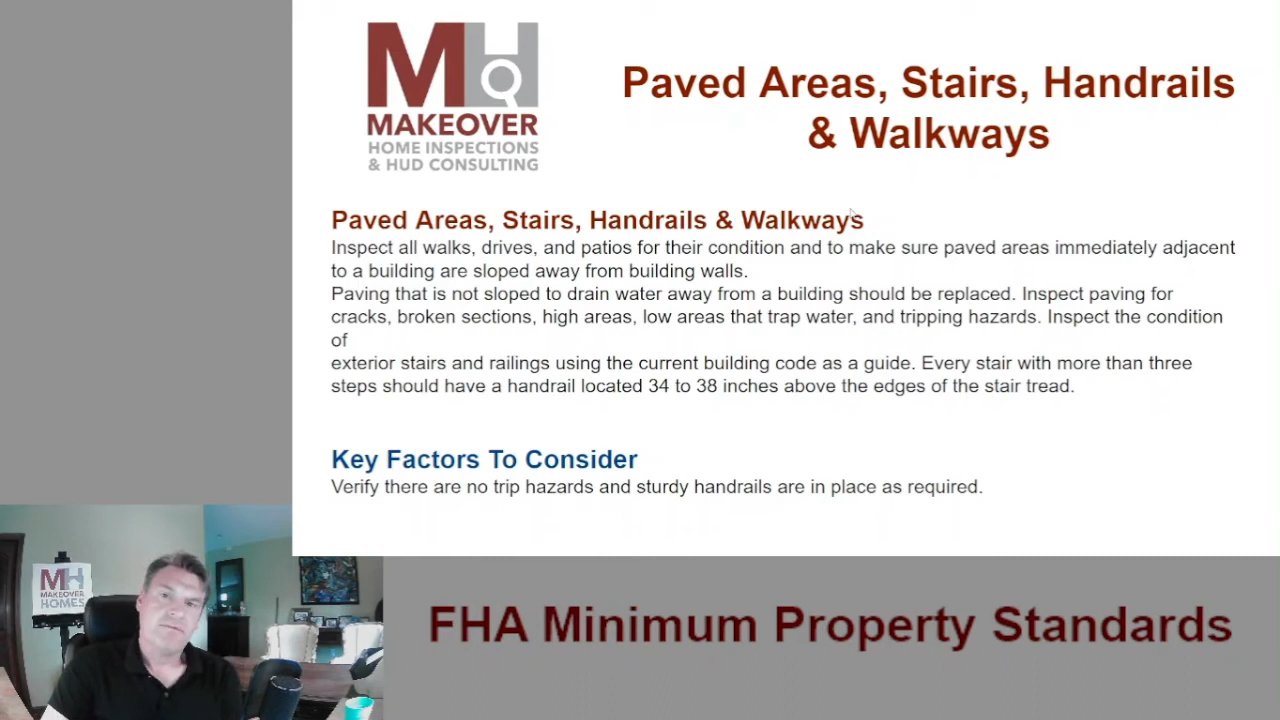 MH
MAKEOVER
HOME INSPECTIONS
& HUD CONSULTING
Paved Areas, Stairs, Handrails
& Walkways
Paved Areas, Stairs, Handrails & Walkways
Inspect all walks, drives, and patios for their condition and to make sure paved areas immediately adjacent
to a building are sloped away from building walls.
Paving that is not sloped to drain water away from a building should be replaced. Inspect paving for
cracks, broken sections, high areas, low areas that trap water, and tripping hazards. Inspect the condition
of
exterior stairs and railings using the current building code as a guide. Every stair with more than three
steps should have a handrail located 34 to 38 inches above the edges of the stair tread.
Key Factors To Consider
Verify there are no trip hazards and sturdy handrails are in place as required.
MH
MAKEOVER
HOMES
FHA Minimum Property Standards